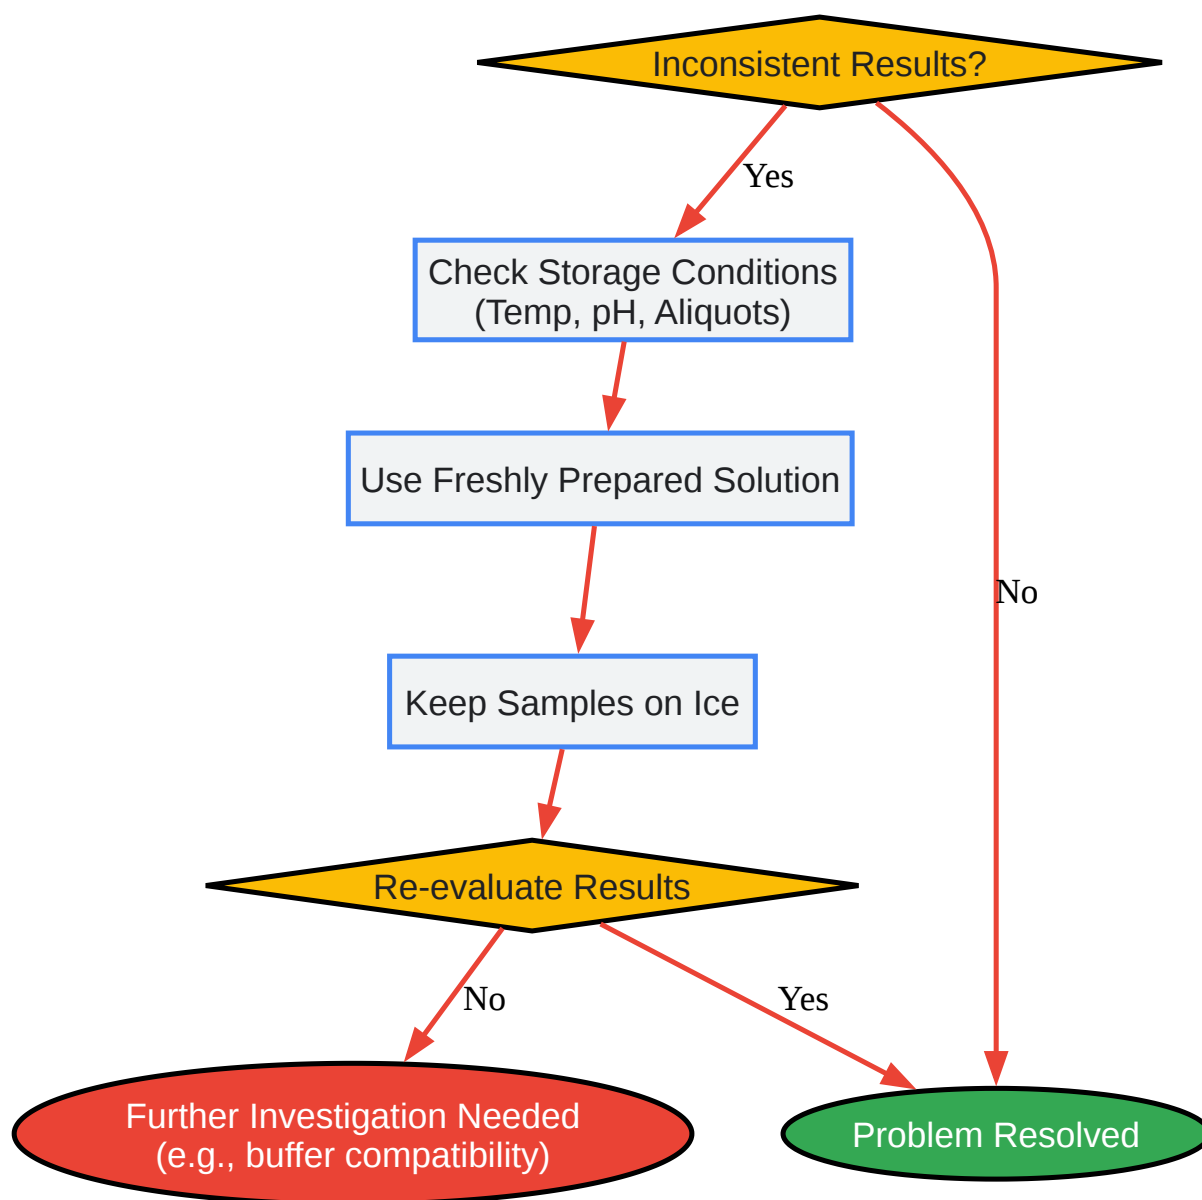 Inconsistent Results?
Yes
Check Storage Conditions
(Temp, pH, Aliquots)
Use Freshly Prepared Solution
No
Keep Samples on Ice
Re-evaluate Results
No
Yes
Further Investigation Needed
(e.g., buffer compatibility)
Problem Resolved